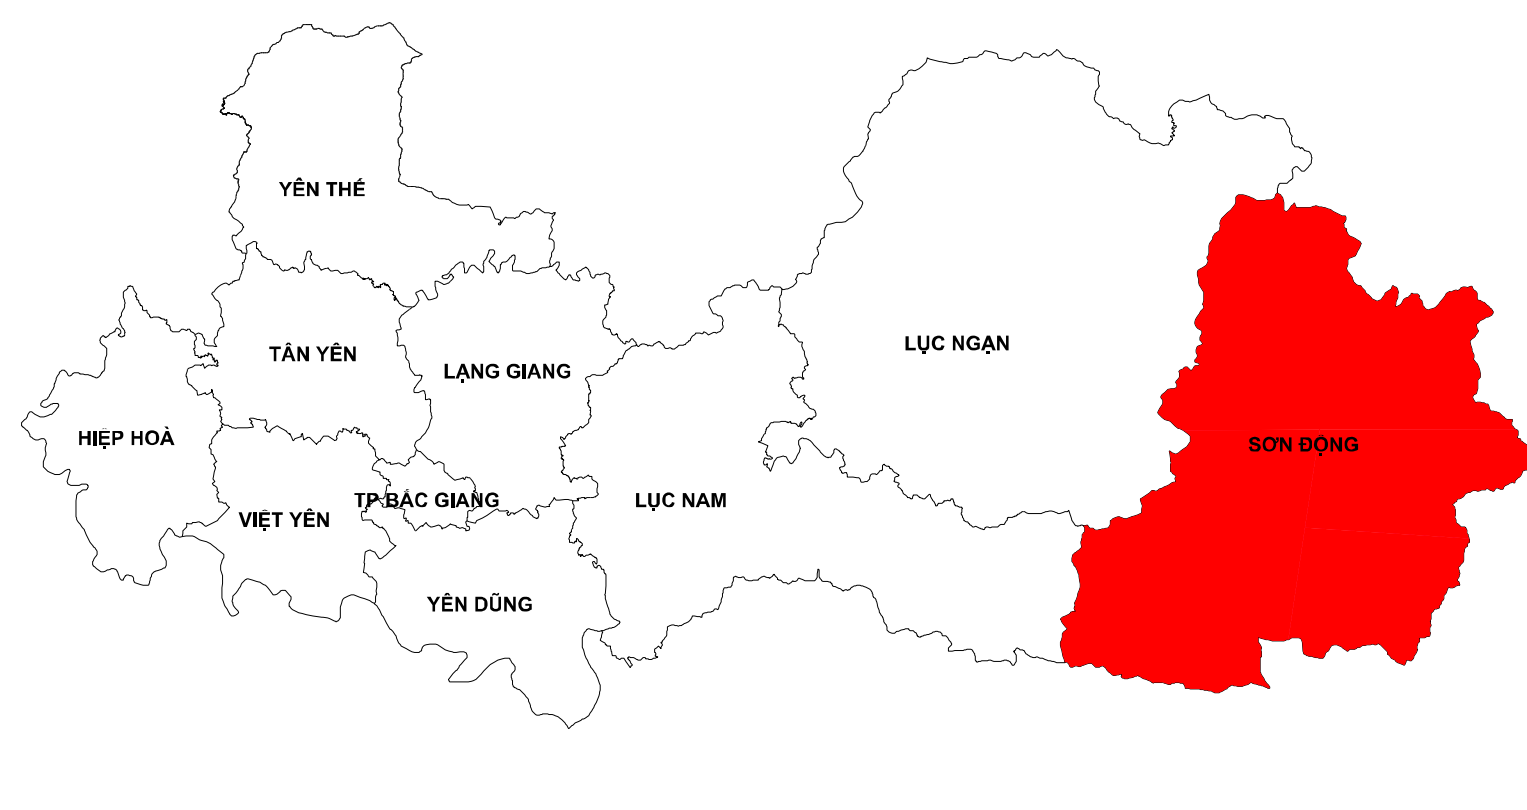 YÊN THẾ
LỤC NGẠN
TÂN YÊN
LẠNG GIANG
HIỆP HOÀ
SƠN ĐỘNG
TP BẮC GIANG
LỤC NAM
VIỆT YÊN
YÊN DŨNG